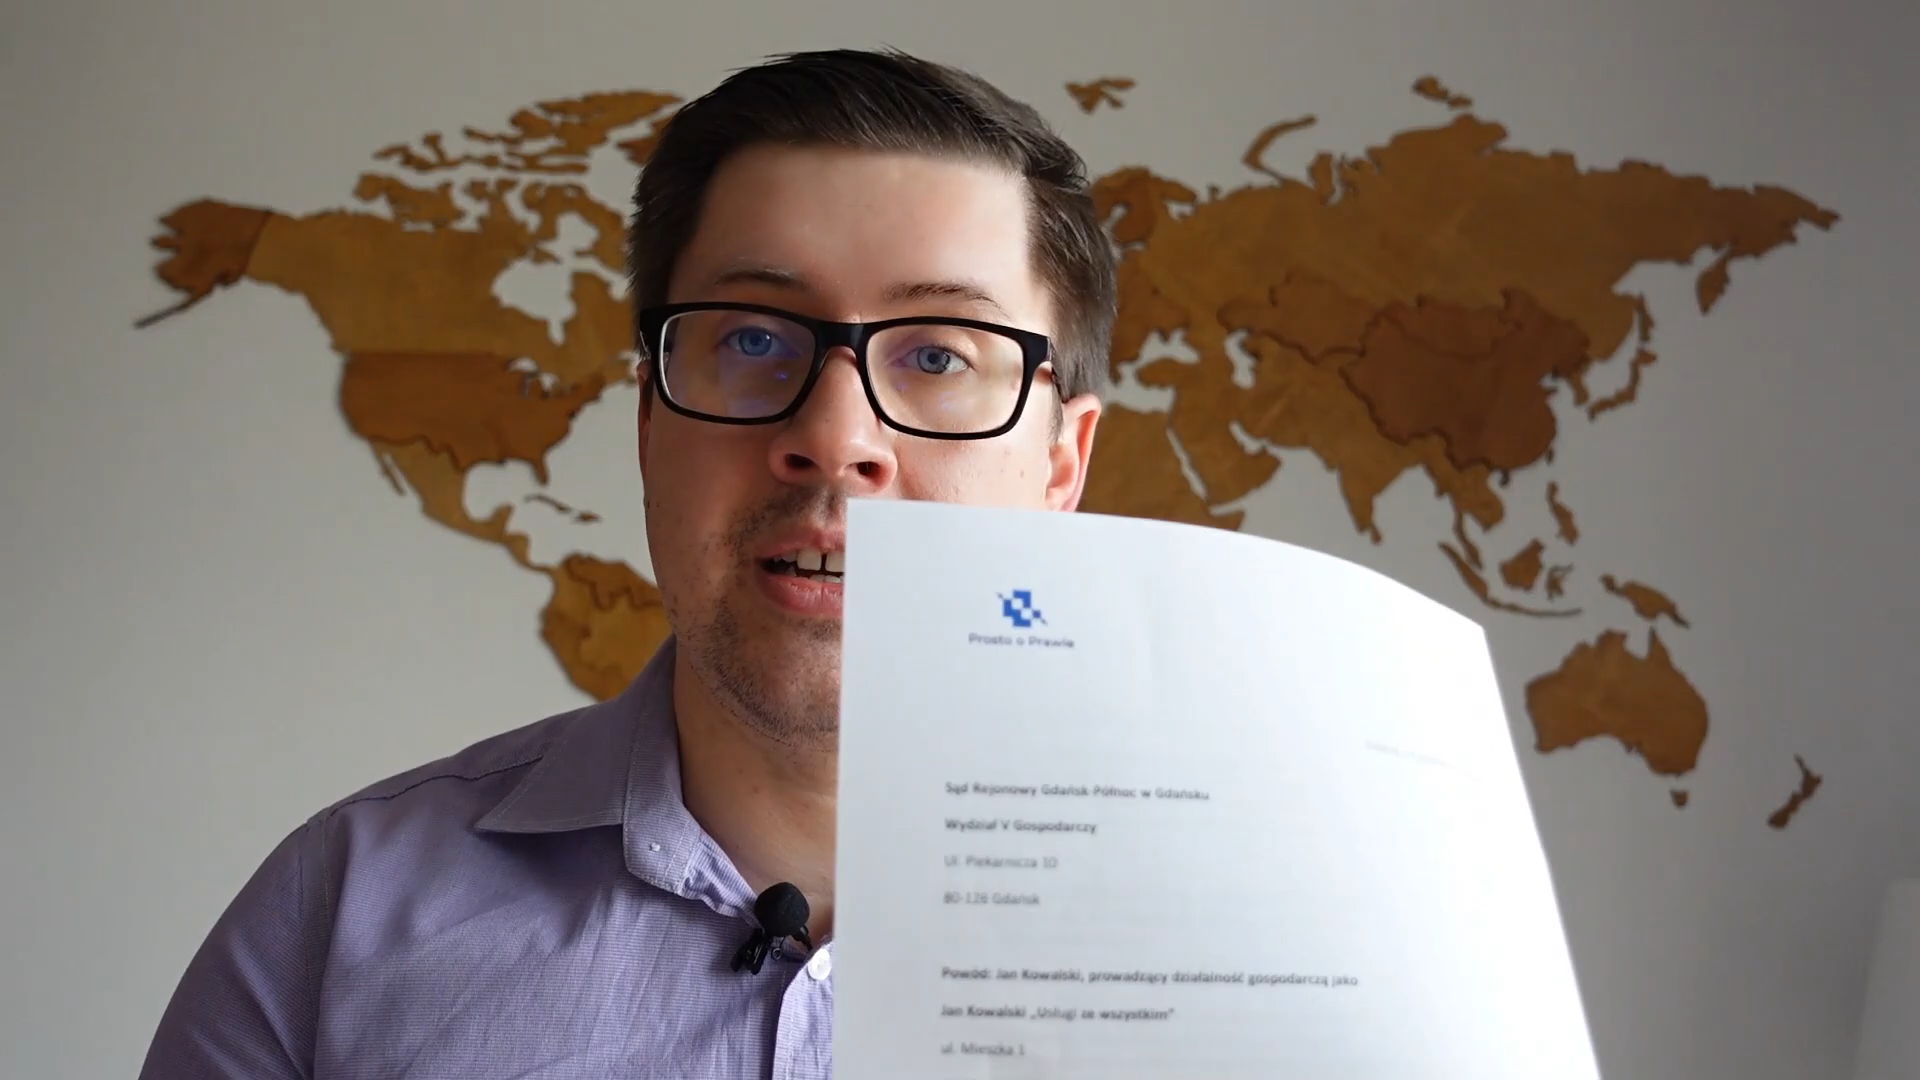 Prosto o Prawie
Sąd Rejonowy Gdańsk-Północ w Gdańsku
Wydział V Gospodarczy
Ul. Piekarnicza 10
80-126 Gdańsk
Powód: Jan Kowalski, prowadzący działalność gospodarczą jako
Jan Kowalski „Usługi ze wszystkim"
ul. Mieszka 1